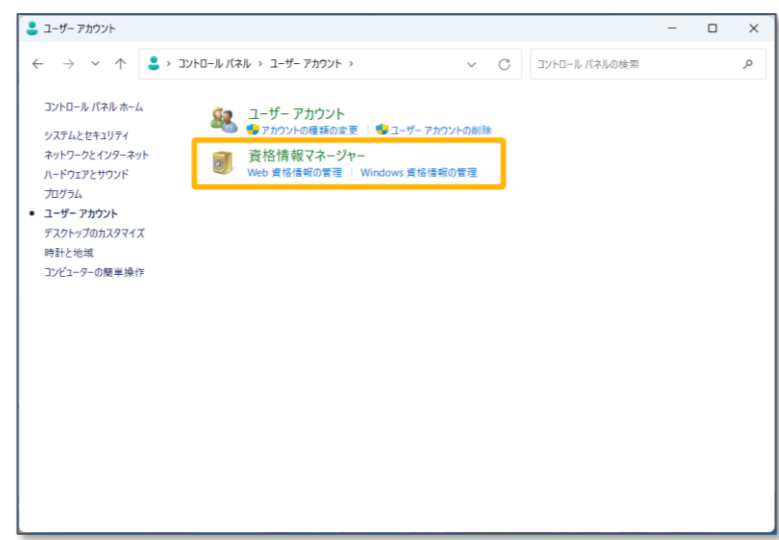 ユーザー アカウント
コントロール パネル > ユーザー アカウント >
コントロール パネルの検索
コントロール パネル ホーム
システムとセキュリティ
ネットワークとインターネット
ハードウェアとサウンド
プログラム
ユーザー アカウント
デスクトップのカスタマイズ
時計と地域
コンピューターの簡単操作
ユーザー アカウント
アカウントの種類の変更 | ユーザー アカウントの削除
資格情報マネージャー
Web 資格情報の管理 | Windows 資格情報の管理